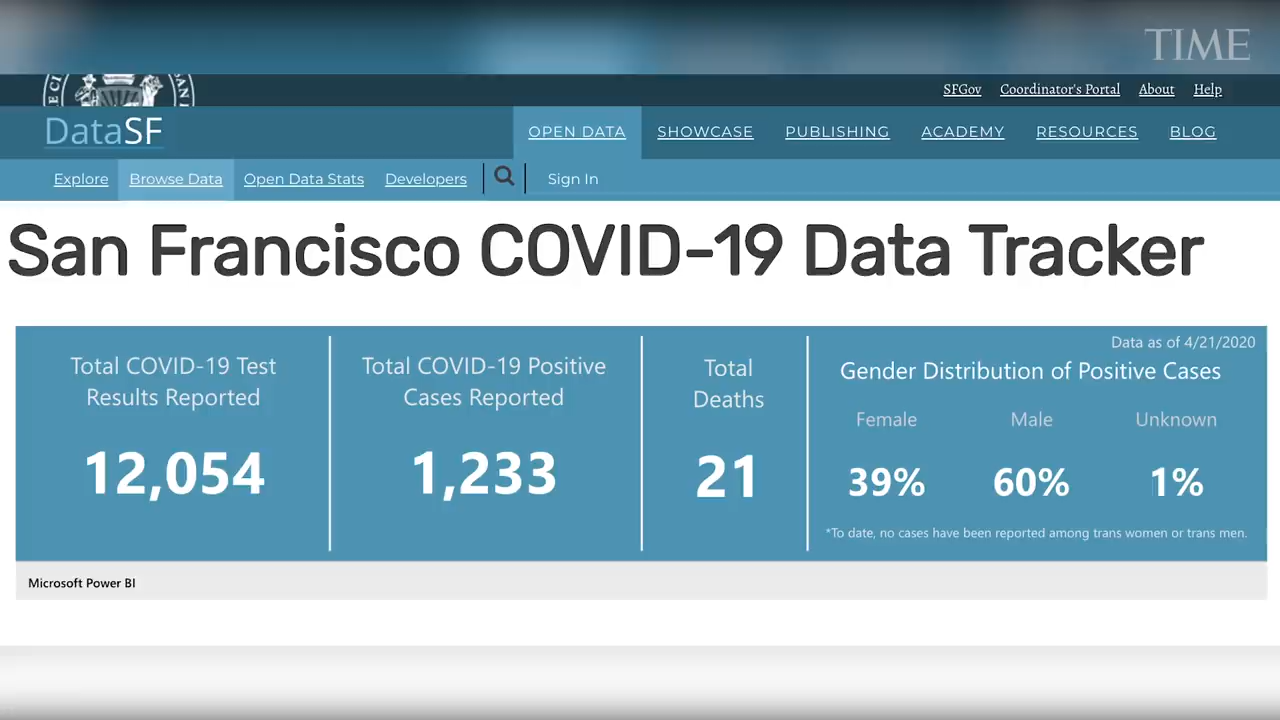 TIME
SFGov Coordinator's Portal About Help
DataSF
OPEN DATA SHOWCASE PUBLISHING ACADEMY RESOURCES BLOG
Explore Browse Data Open Data Stats Developers Sign In
San Francisco COVID-19 Data Tracker
Total COVID-19 Test
Results Reported
12,054
Total COVID-19 Positive
Cases Reported
1,233
Total
Deaths
21
Data as of 4/21/2020
Gender Distribution of Positive Cases
Female Male Unknown
39% 60% 1%
*To date, no cases have been reported among trans women or trans men.
Microsoft Power BI